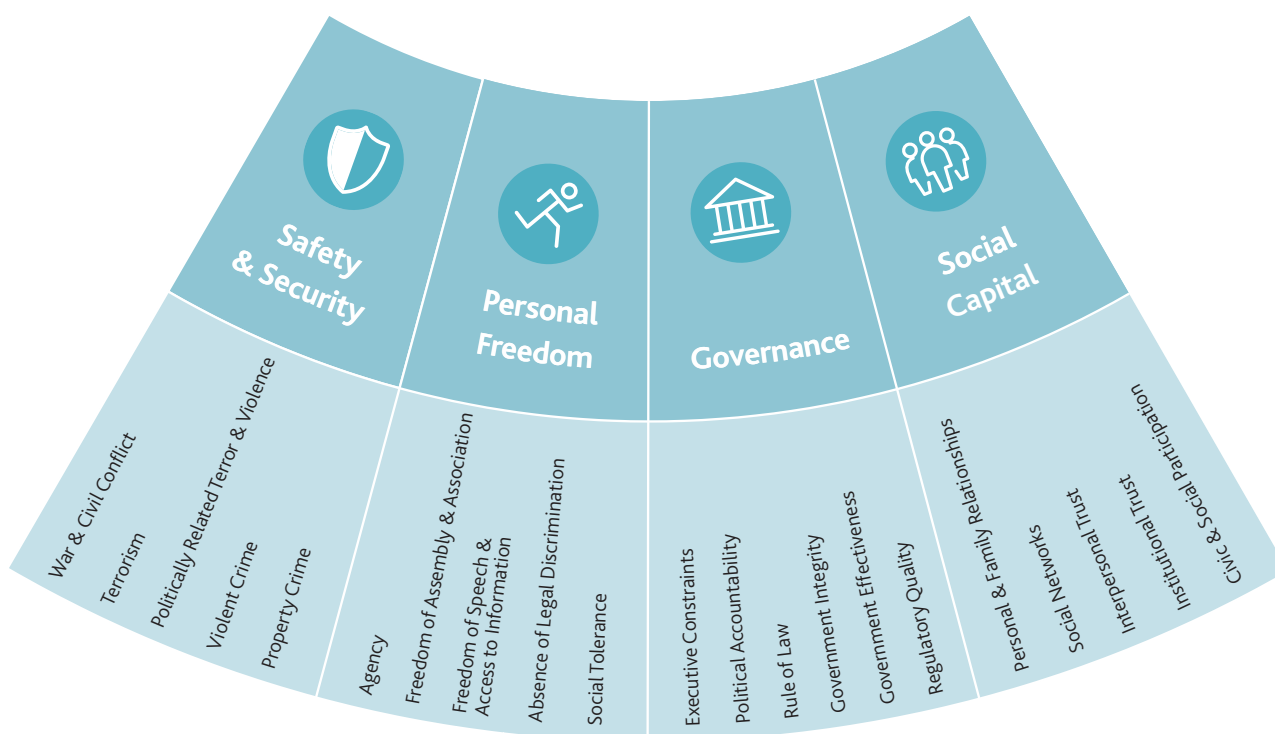 Safety
& Security
Personal
Freedom
Governance
Social
Capital
War & Civil Conflict
Terrorism
Politically Related Terror & Violence
Violent Crime
Property Crime
Agency
Freedom of Assembly & Association
Freedom of Speech &
Access to Information
Absence of Legal Discrimination
Social Tolerance
Executive Constraints
Political Accountability
Rule of Law
Government Integrity
Government Effectiveness
Regulatory Quality
Personal & Family Relationships
Social Networks
Interpersonal Trust
Institutional Trust
Civic & Social Participation